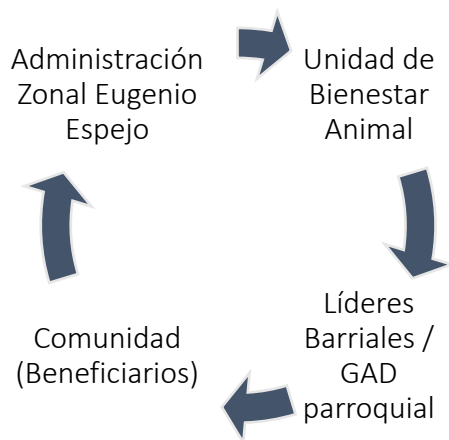 Administración
Zonal Eugenio
Espejo
Unidad de
Bienestar
Animal
Líderes
Barriales /
GAD
parroquial
Comunidad
(Beneficiarios)